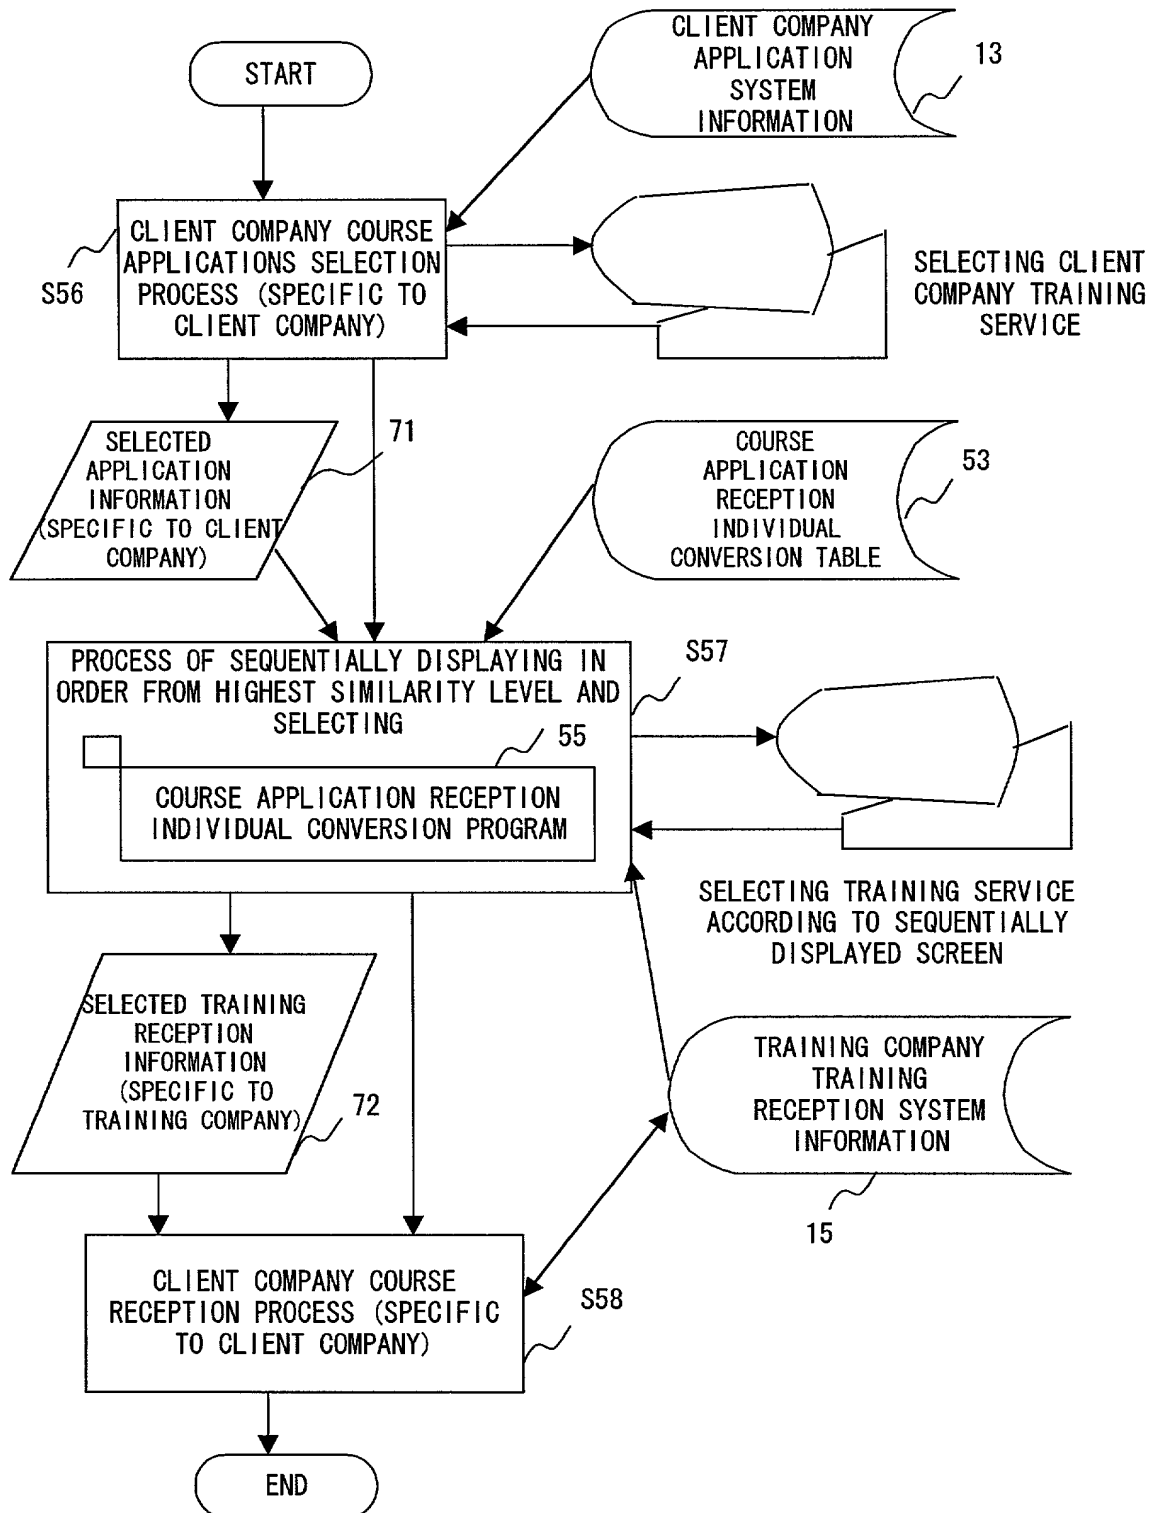 START
CLIENT COMPANY
APPLICATION
SYSTEM
INFORMATION
13
CLIENT COMPANY COURSE
APPLICATIONS SELECTION
PROCESS (SPECIFIC TO
CLIENT COMPANY)
S56
SELECTING CLIENT
COMPANY TRAINING
SERVICE
SELECTED
APPLICATION
INFORMATION
(SPECIFIC TO CLIENT
COMPANY)
71
COURSE
APPLICATION
RECEPTION
INDIVIDUAL
CONVERSION TABLE
53
PROCESS OF SEQUENTIALLY DISPLAYING IN
ORDER FROM HIGHEST SIMILARITY LEVEL AND
SELECTING
S57
55
COURSE APPLICATION RECEPTION
INDIVIDUAL CONVERSION PROGRAM
SELECTING TRAINING SERVICE
ACCORDING TO SEQUENTIALLY
DISPLAYED SCREEN
SELECTED TRAINING
RECEPTION
INFORMATION
(SPECIFIC TO
TRAINING COMPANY)
72
TRAINING COMPANY
TRAINING
RECEPTION SYSTEM
INFORMATION
15
CLIENT COMPANY COURSE
RECEPTION PROCESS (SPECIFIC
TO CLIENT COMPANY)
S58
END